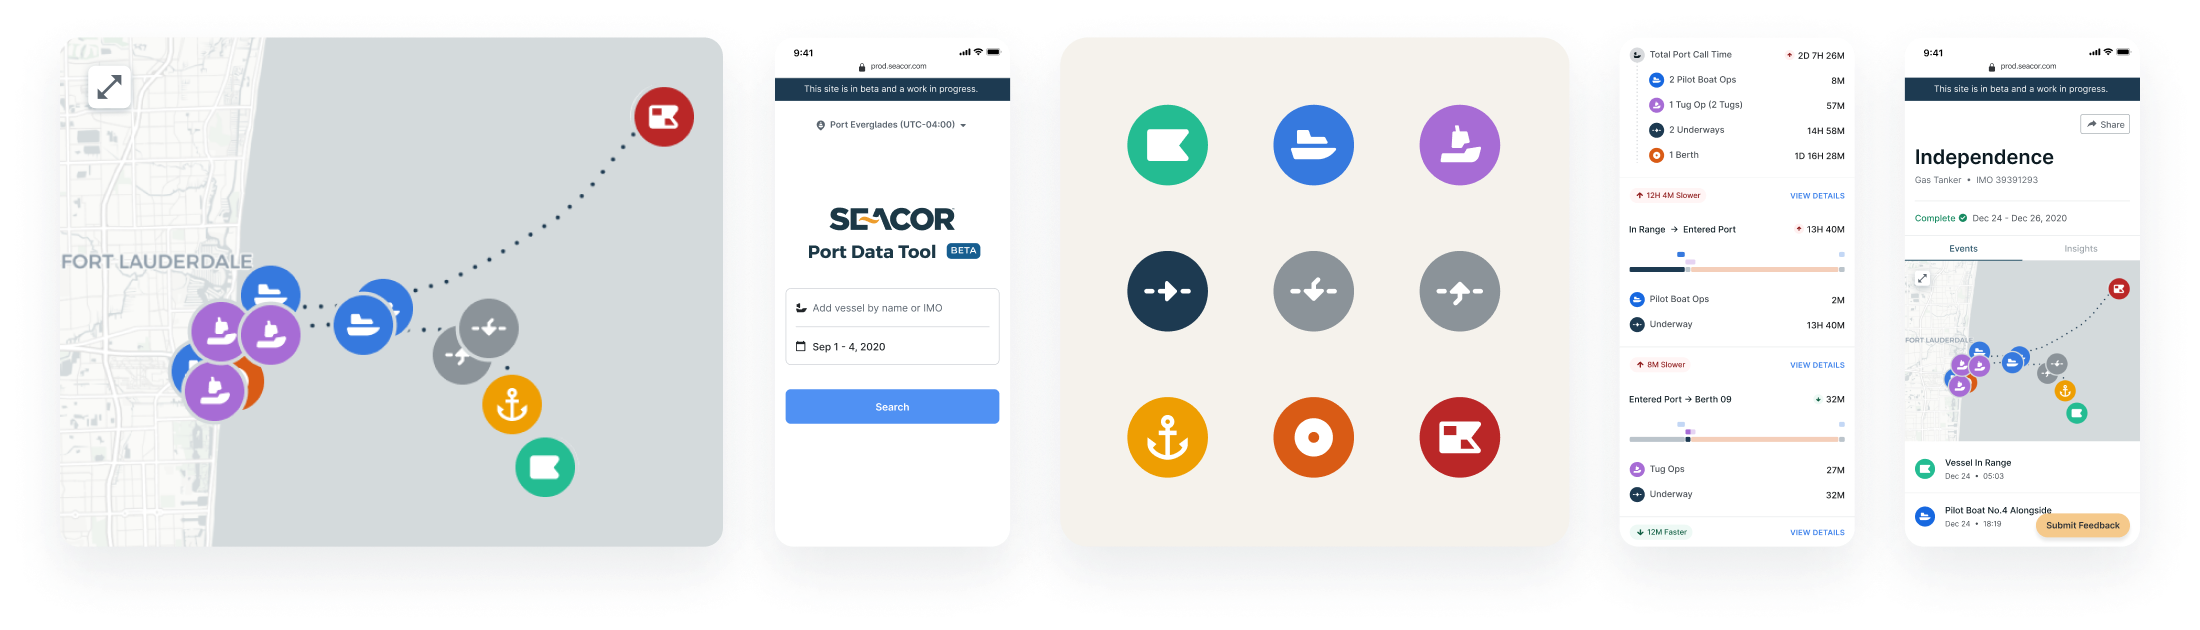 FORT LAUDERDALE
9:41
prod.seacor.com
This site is in beta and a work in progress.
Port Everglades (UTC-04:00)
SEACOR
Port Data Tool BETA
Add vessel by name or IMO
Sep 1 - 4, 2020
Search
Total Port Call Time 2D 7H 26M
2 Pilot Boat Ops 8M
1 Tug Op (2 Tugs) 57M
2 Underways 14H 58M
1 Berth 1D 16H 28M
12H 4M Slower VIEW DETAILS
In Range → Entered Port 13H 40M
Pilot Boat Ops 2M
Underway 13H 40M
8M Slower VIEW DETAILS
Entered Port → Berth 09 32M
Tug Ops 27M
Underway 32M
12M Faster VIEW DETAILS
9:41
prod.seacor.com
This site is in beta and a work in progress.
Share
Independence
Gas Tanker • IMO 39391293
Complete Dec 24 - Dec 26, 2020
Events Insights
FORT LAUDERDALE
Vessel In Range
Dec 24 • 05:03
Pilot Boat No.4 Alongside
Dec 24 • 18:19
Submit Feedback